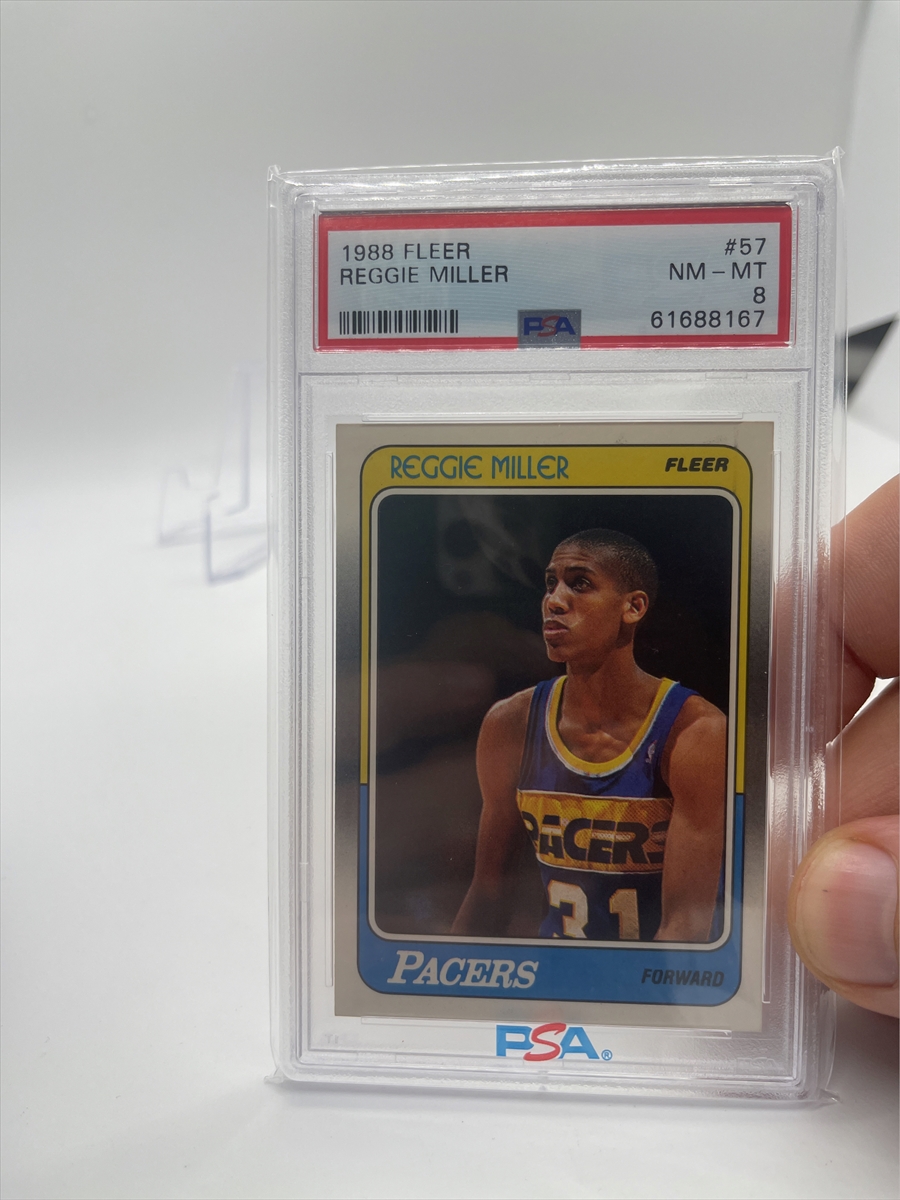 1988 FLEER
#57
REGGIE MILLER
NM – MT
8
PSA
61688167
REGGIE MILLER
FLEER
PACERS
31
PACERS
FORWARD
PSA®